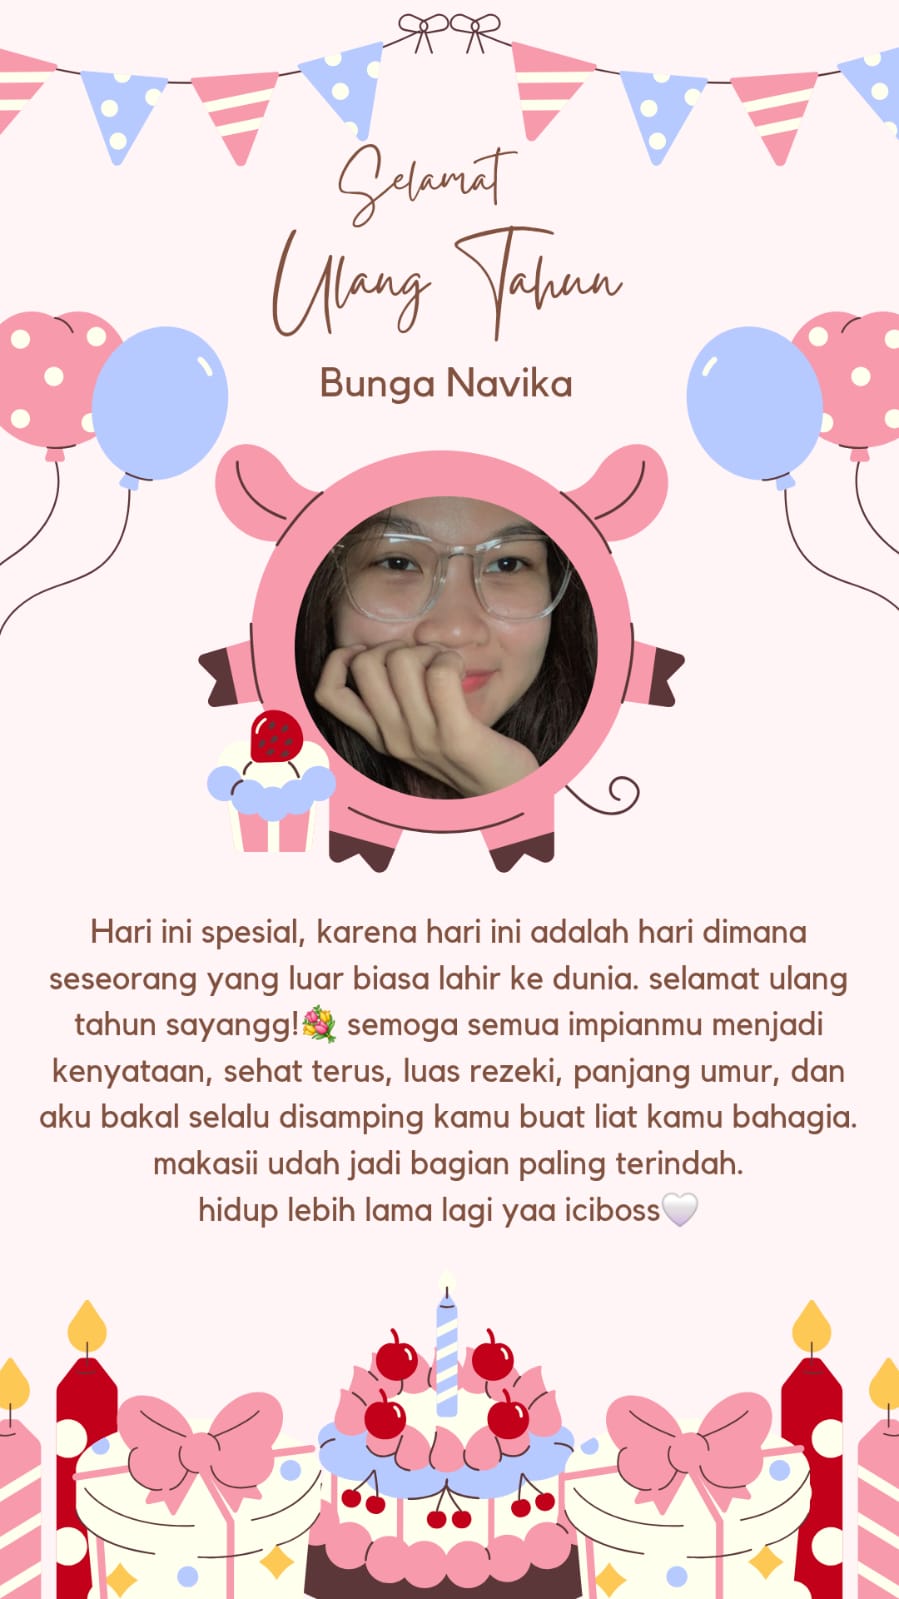 Selamat
Ulang Tahun
Bunga Navika
Hari ini spesial, karena hari ini adalah hari dimana
seseorang yang luar biasa lahir ke dunia. selamat ulang
tahun sayangg!💐 semoga semua impianmu menjadi
kenyataan, sehat terus, luas rezeki, panjang umur, dan
aku bakal selalu disamping kamu buat liat kamu bahagia.
makasii udah jadi bagian paling terindah.
hidup lebih lama lagi yaa iciboss🤍